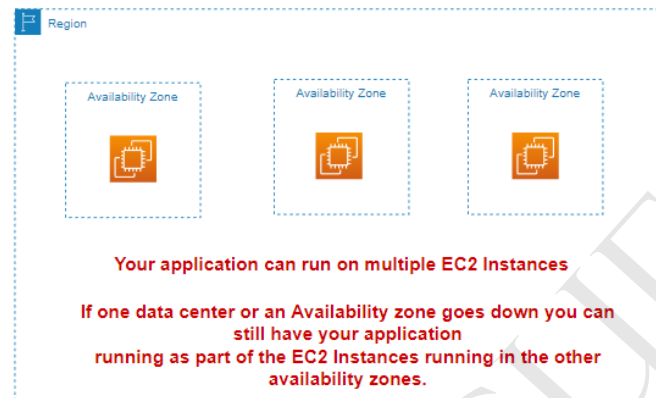 Region
Availability Zone
Availability Zone
Availability Zone
Your application can run on multiple EC2 Instances
If one data center or an Availability zone goes down you can
still have your application
running as part of the EC2 Instances running in the other
availability zones.